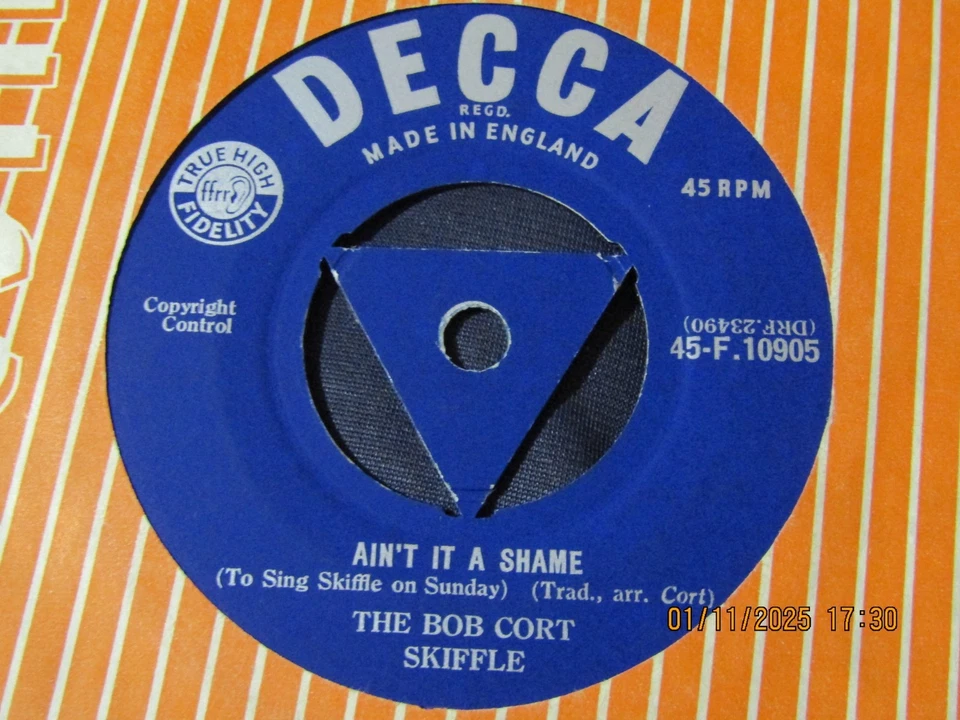 DECCA
REGD.
MADE IN ENGLAND
TRUE HIGH
ffrr
FIDELITY
45 RPM
Copyright
Control
(DRF.23490)
45-F.10905
AIN'T IT A SHAME
(To Sing Skiffle on Sunday) (Trad., arr. Cort)
THE BOB CORT
SKIFFLE
01/11/2025 17:30